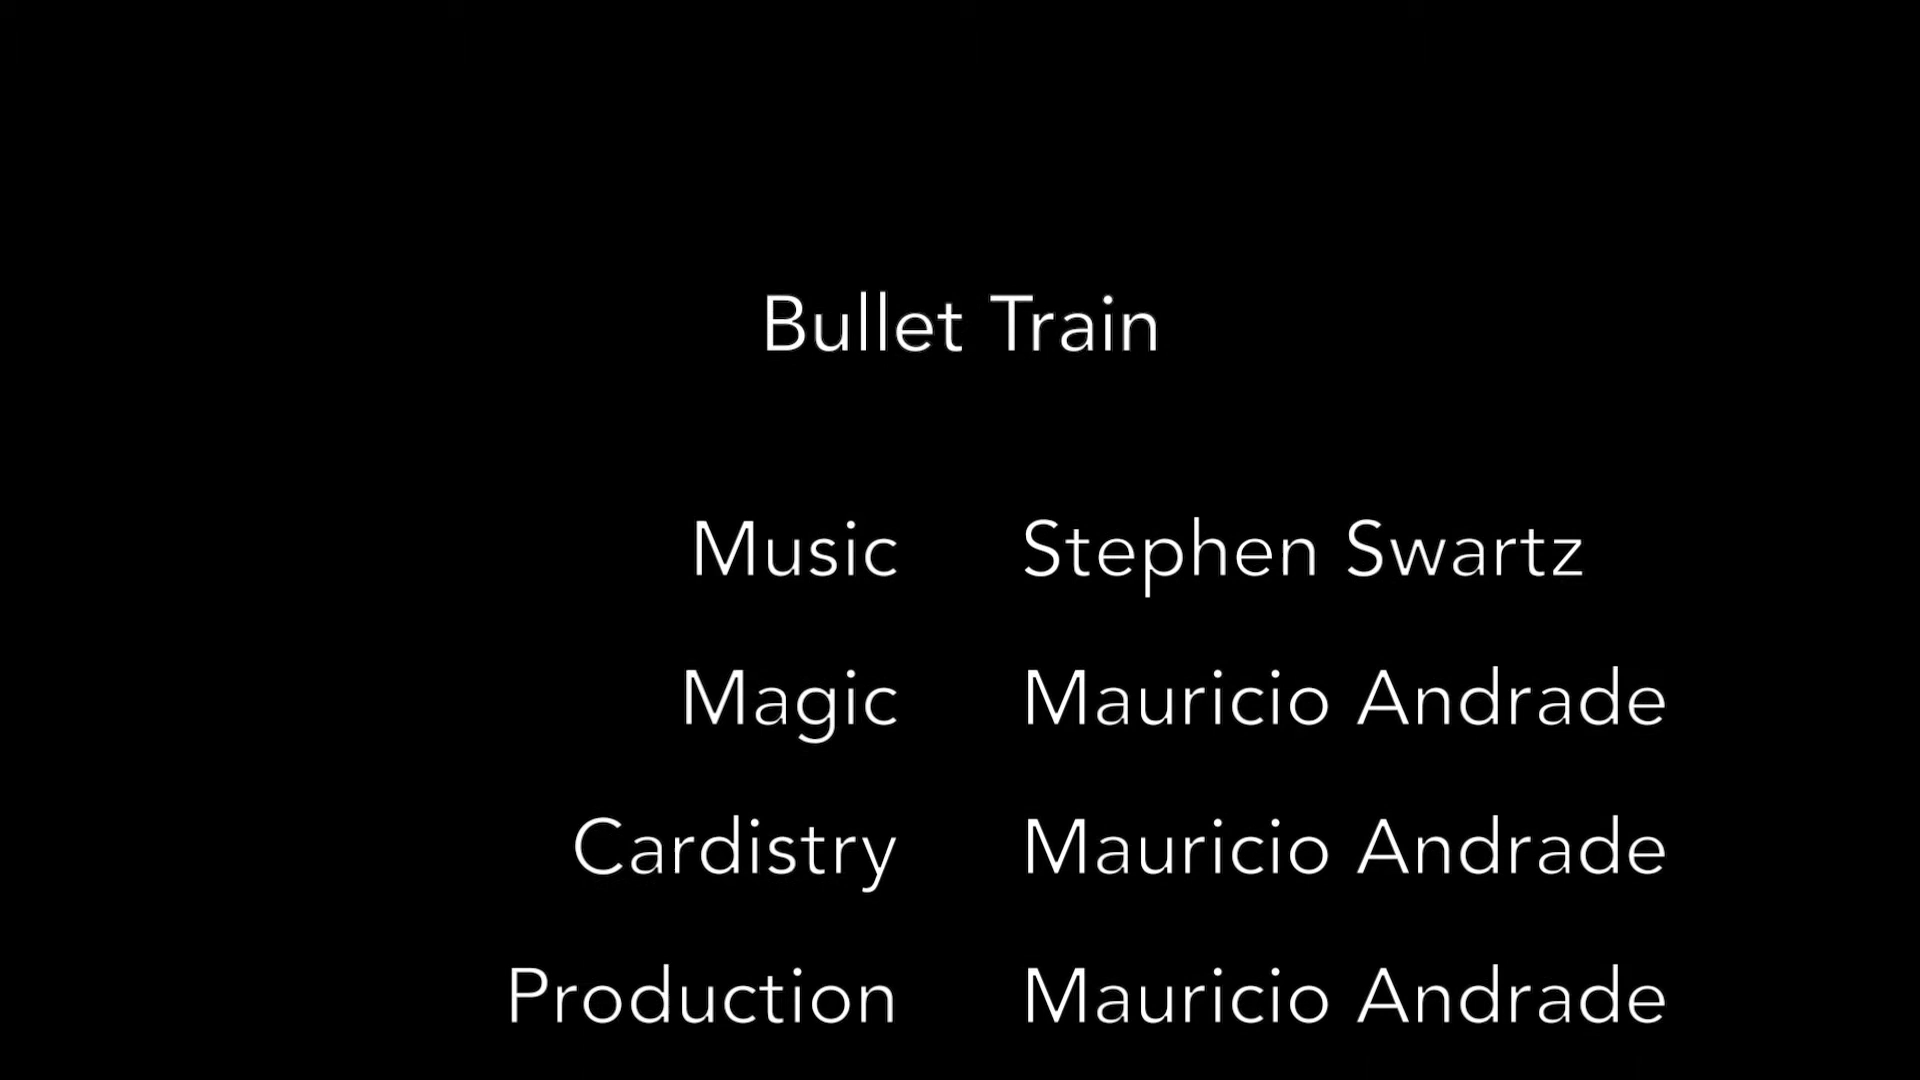 Bullet Train
Music Stephen Swartz
Magic Mauricio Andrade
Cardistry Mauricio Andrade
Production Mauricio Andrade